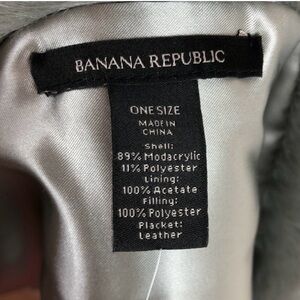 BANANA REPUBLIC
ONE SIZE
MADE IN
CHINA
Shell:
89% Modacrylic
11% Polyester
Lining:
100% Acetate
Filling:
100% Polyester
Placket:
Leather